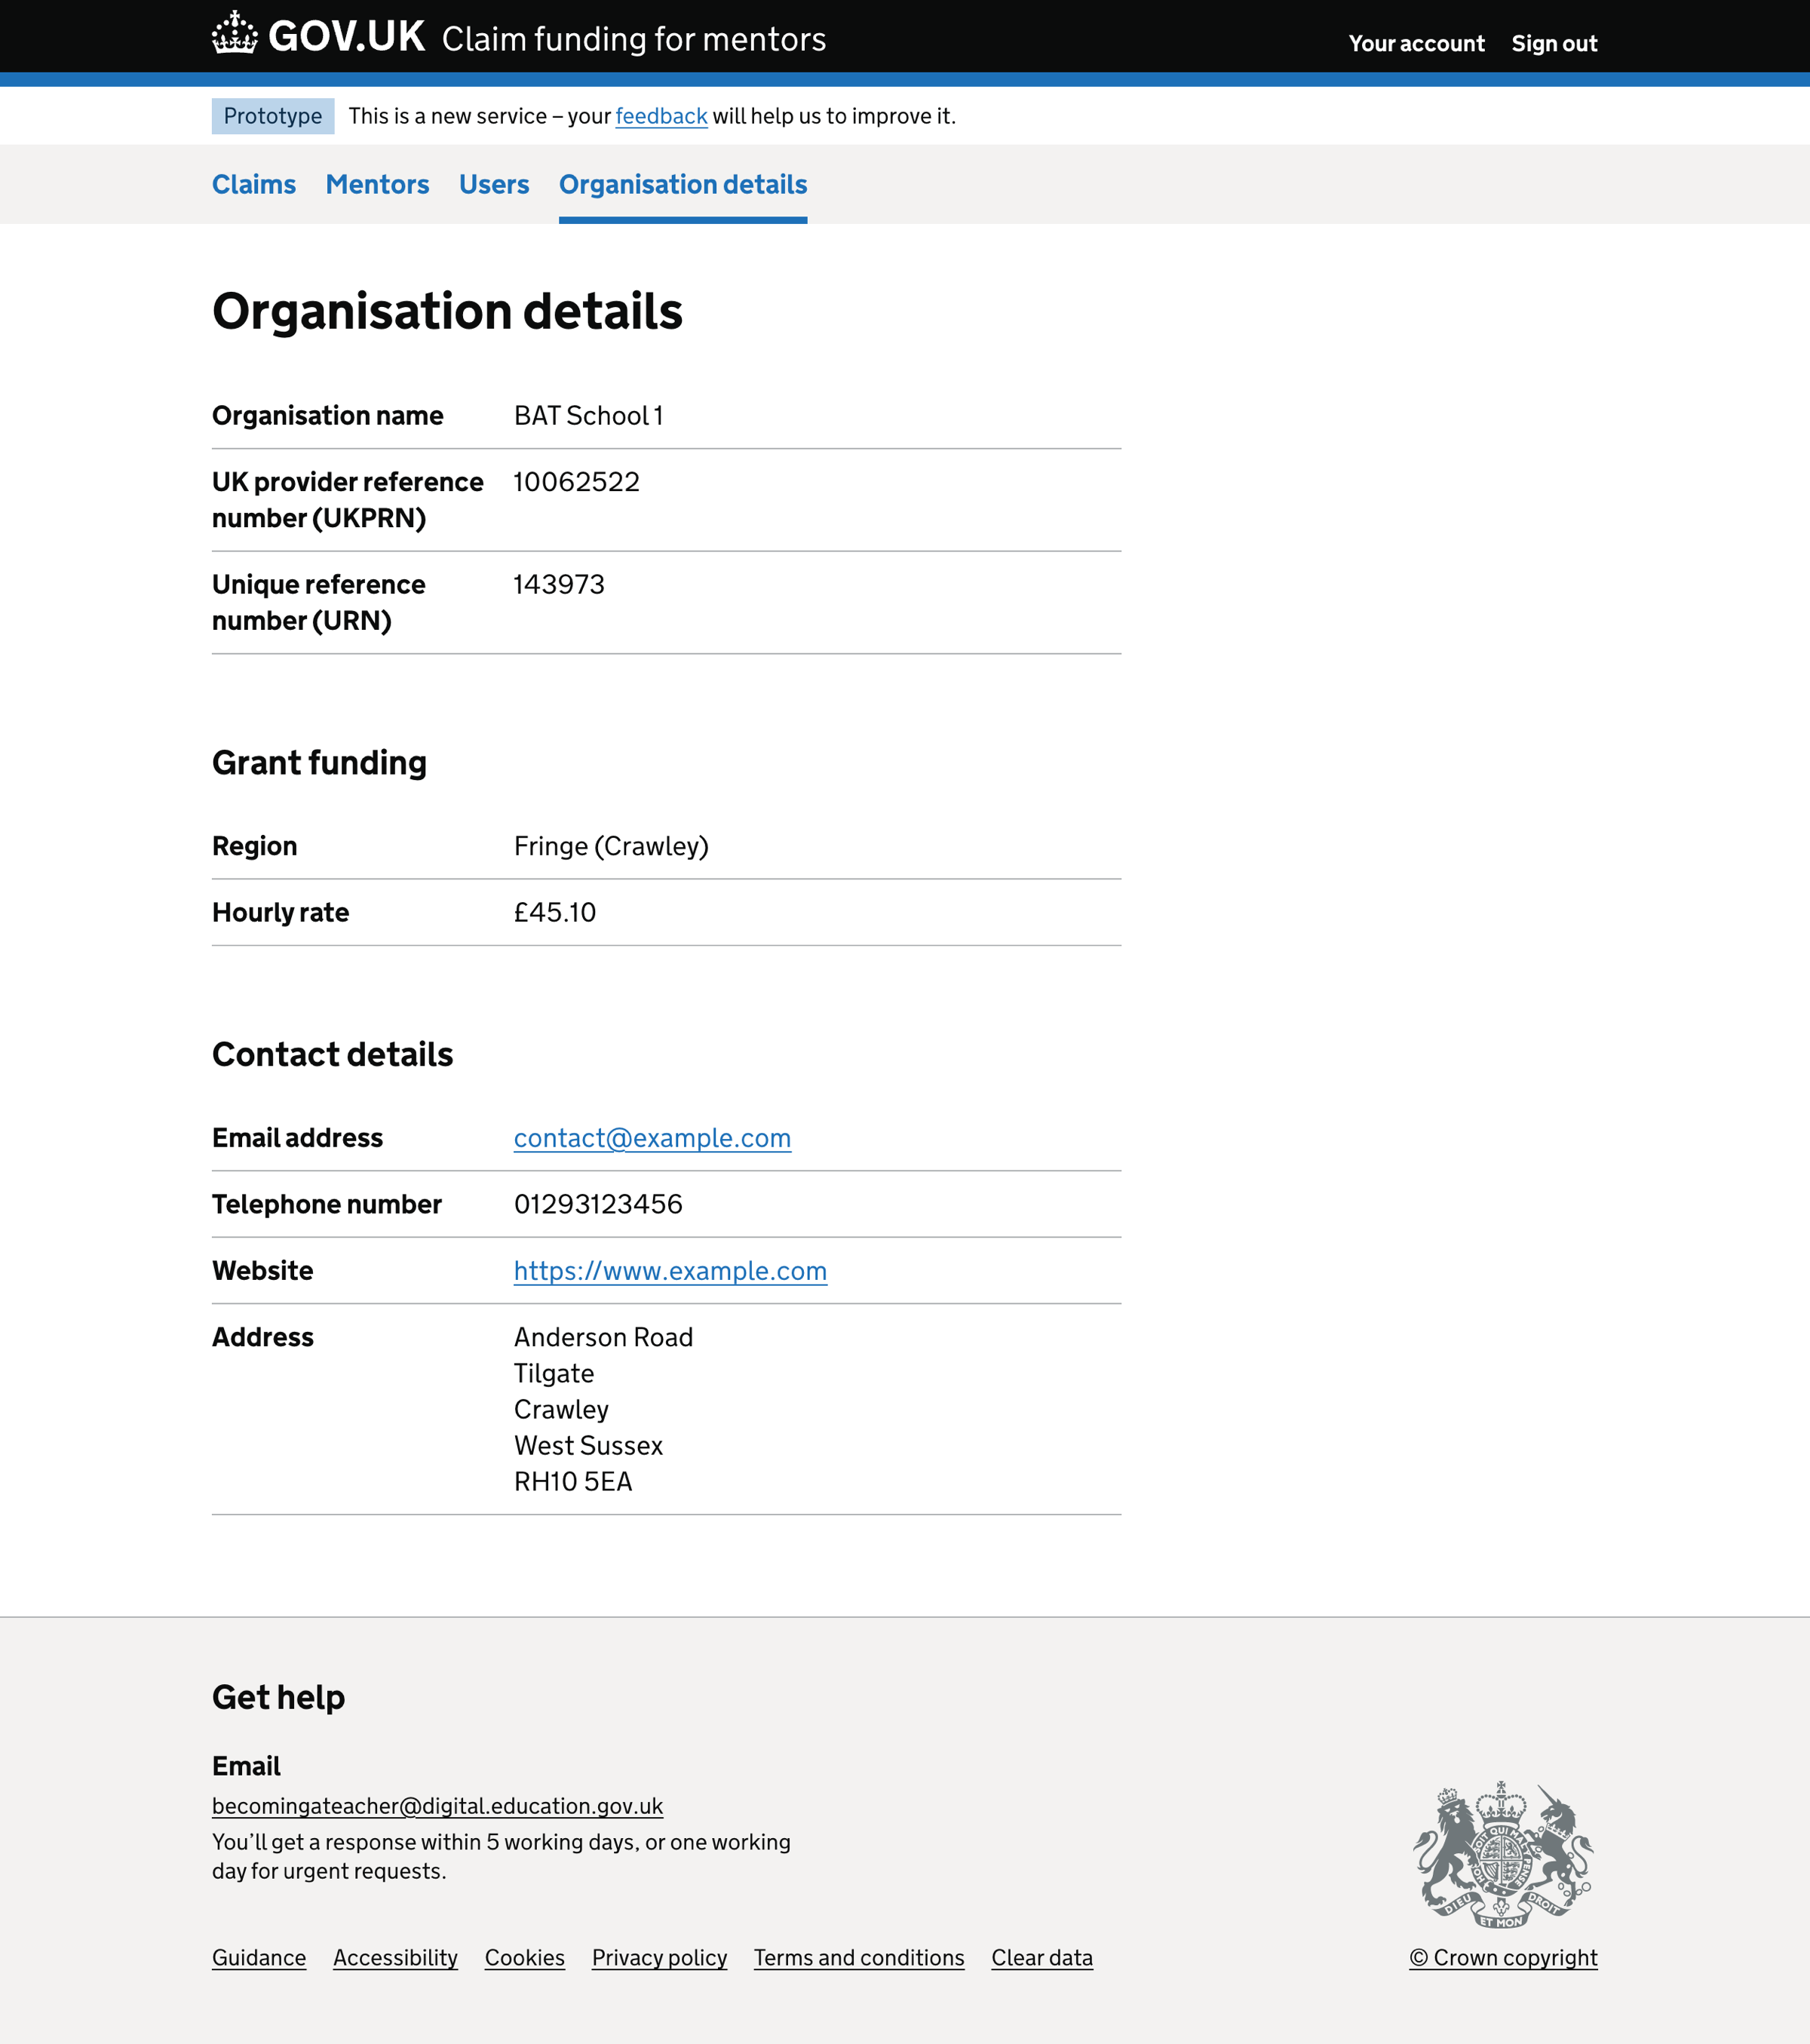 GOV.UK Claim funding for mentors Your account Sign out
Prototype This is a new service – your feedback will help us to improve it.
Claims Mentors Users Organisation details
Organisation details
Organisation name BAT School 1
UK provider reference 10062522
number (UKPRN)
Unique reference 143973
number (URN)
Grant funding
Region Fringe (Crawley)
Hourly rate £45.10
Contact details
Email address contact@example.com
Telephone number 01293123456
Website https://www.example.com
Address Anderson Road
Tilgate
Crawley
West Sussex
RH10 5EA
Get help
Email
becomingateacher@digital.education.gov.uk
You’ll get a response within 5 working days, or one working
day for urgent requests.
DIEU ET MON DROIT
Guidance Accessibility Cookies Privacy policy Terms and conditions Clear data © Crown copyright